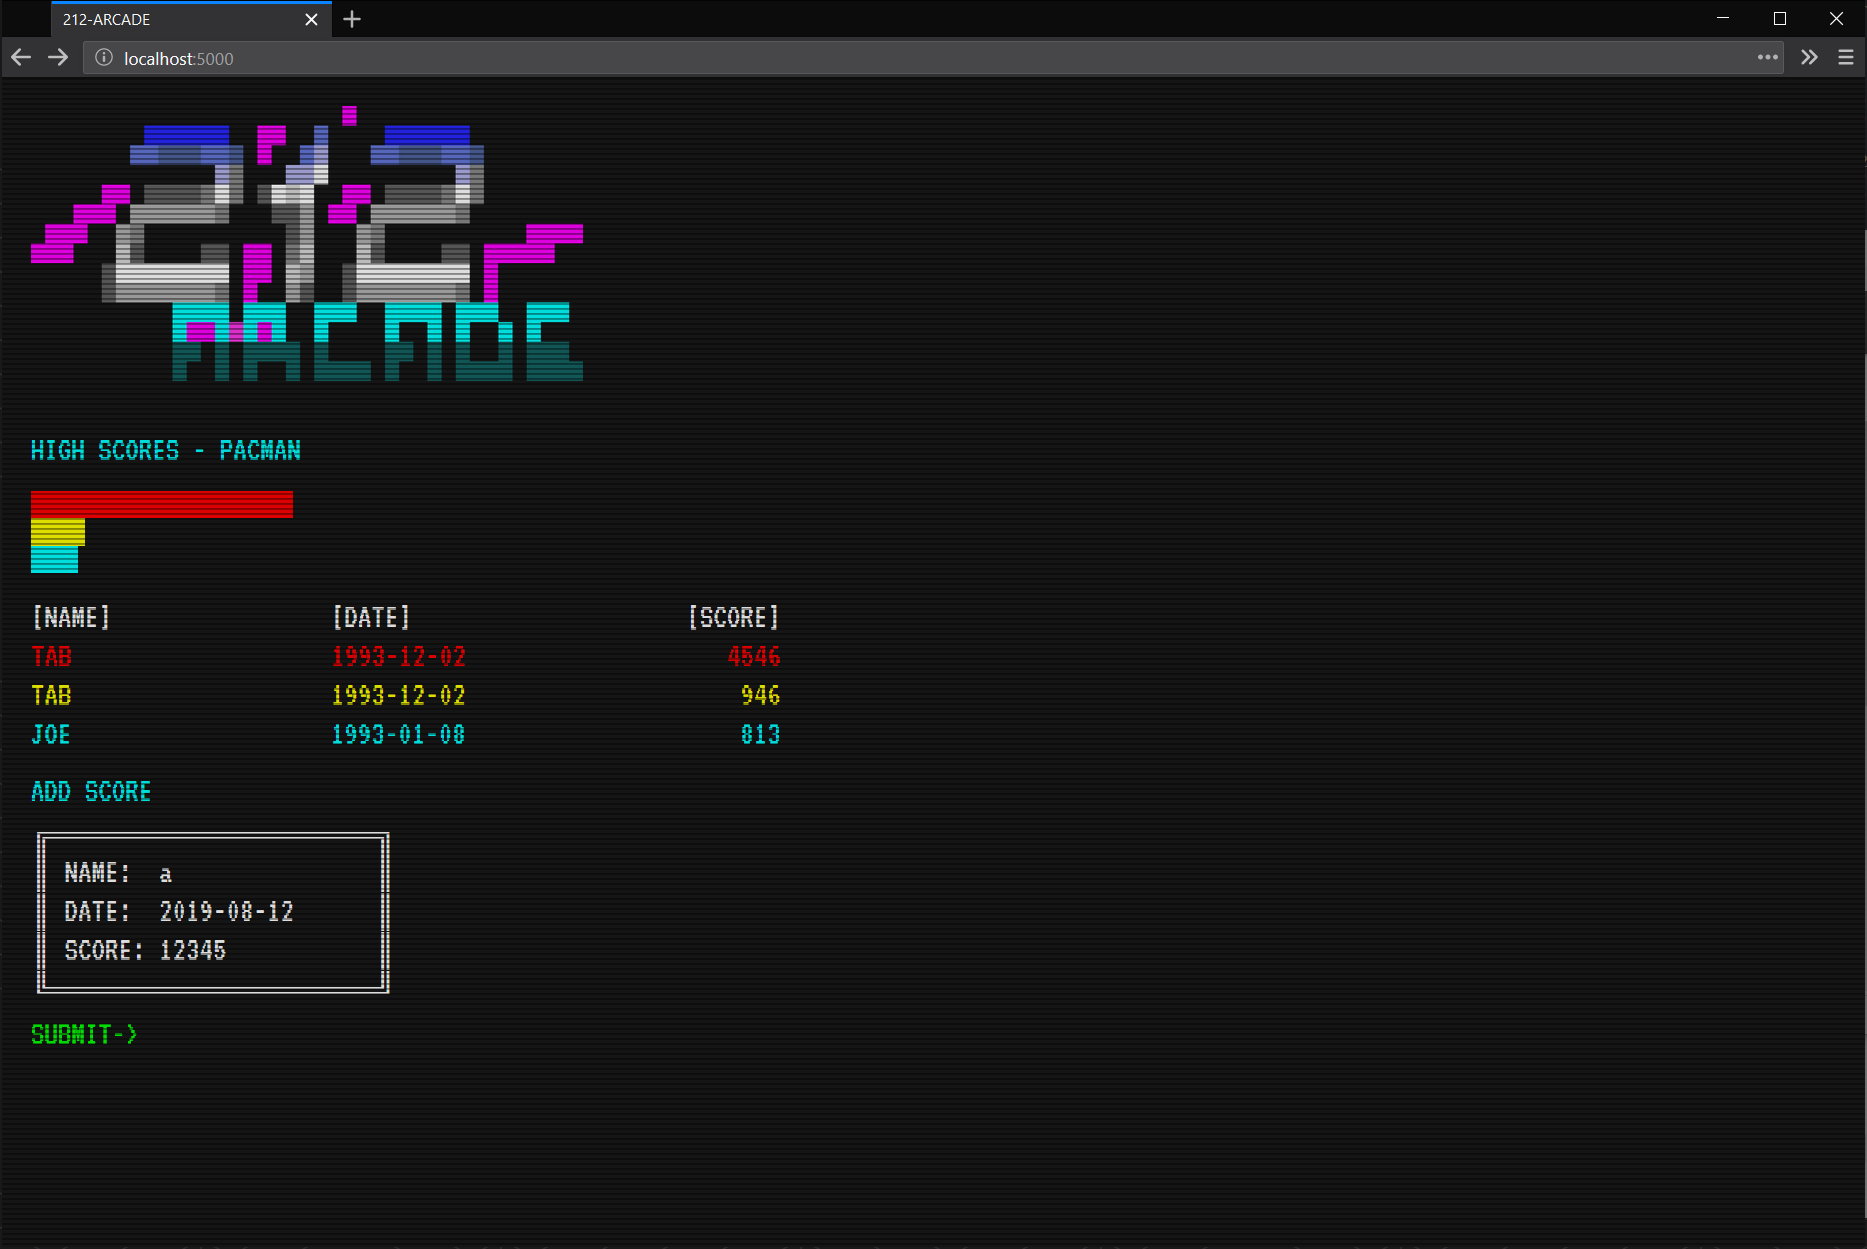 212-ARCADE
localhost:5000
212
ARCADE
HIGH SCORES - PACMAN
[NAME] [DATE] [SCORE]
TAB 1993-12-02 4546
TAB 1993-12-02 946
JOE 1993-01-08 813
ADD SCORE
NAME: a
DATE: 2019-08-12
SCORE: 12345
SUBMIT->